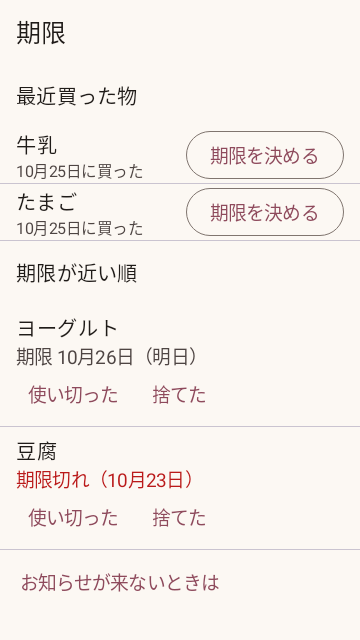 期限
最近買った物
牛乳
10月25日に買った
期限を決める
たまご
10月25日に買った
期限を決める
期限が近い順
ヨーグルト
期限 10月26日（明日）
使い切った 捨てた
豆腐
期限切れ（10月23日）
使い切った 捨てた
お知らせが来ないときは